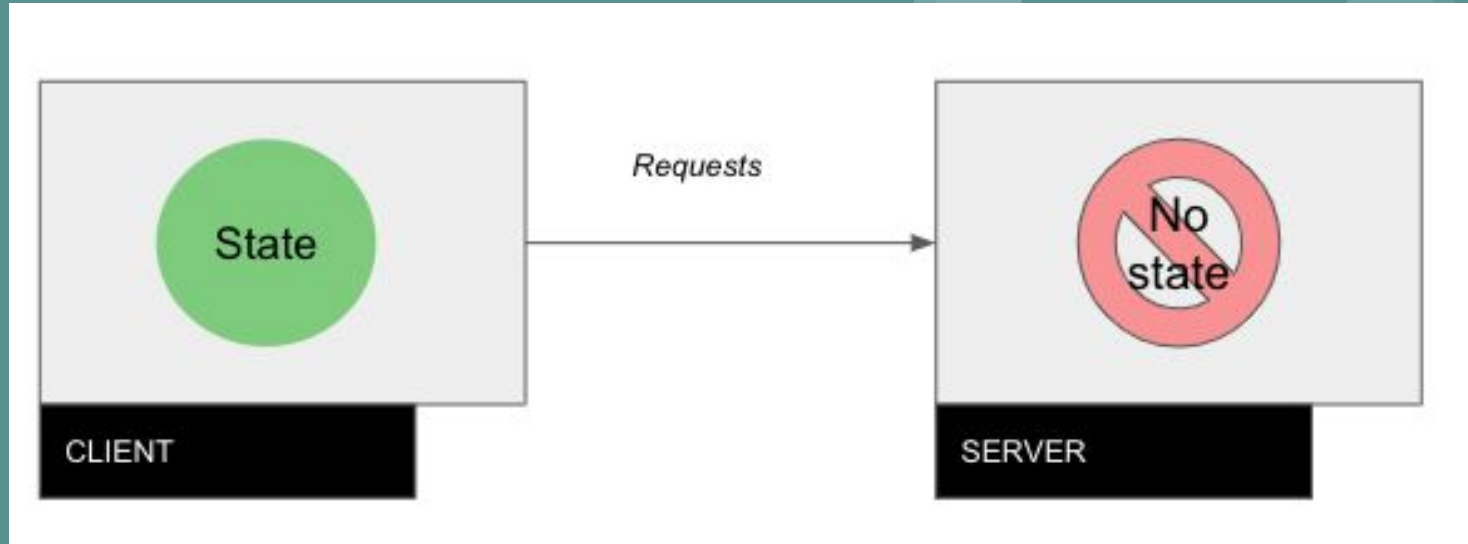 Requests
State
No
state
CLIENT
SERVER